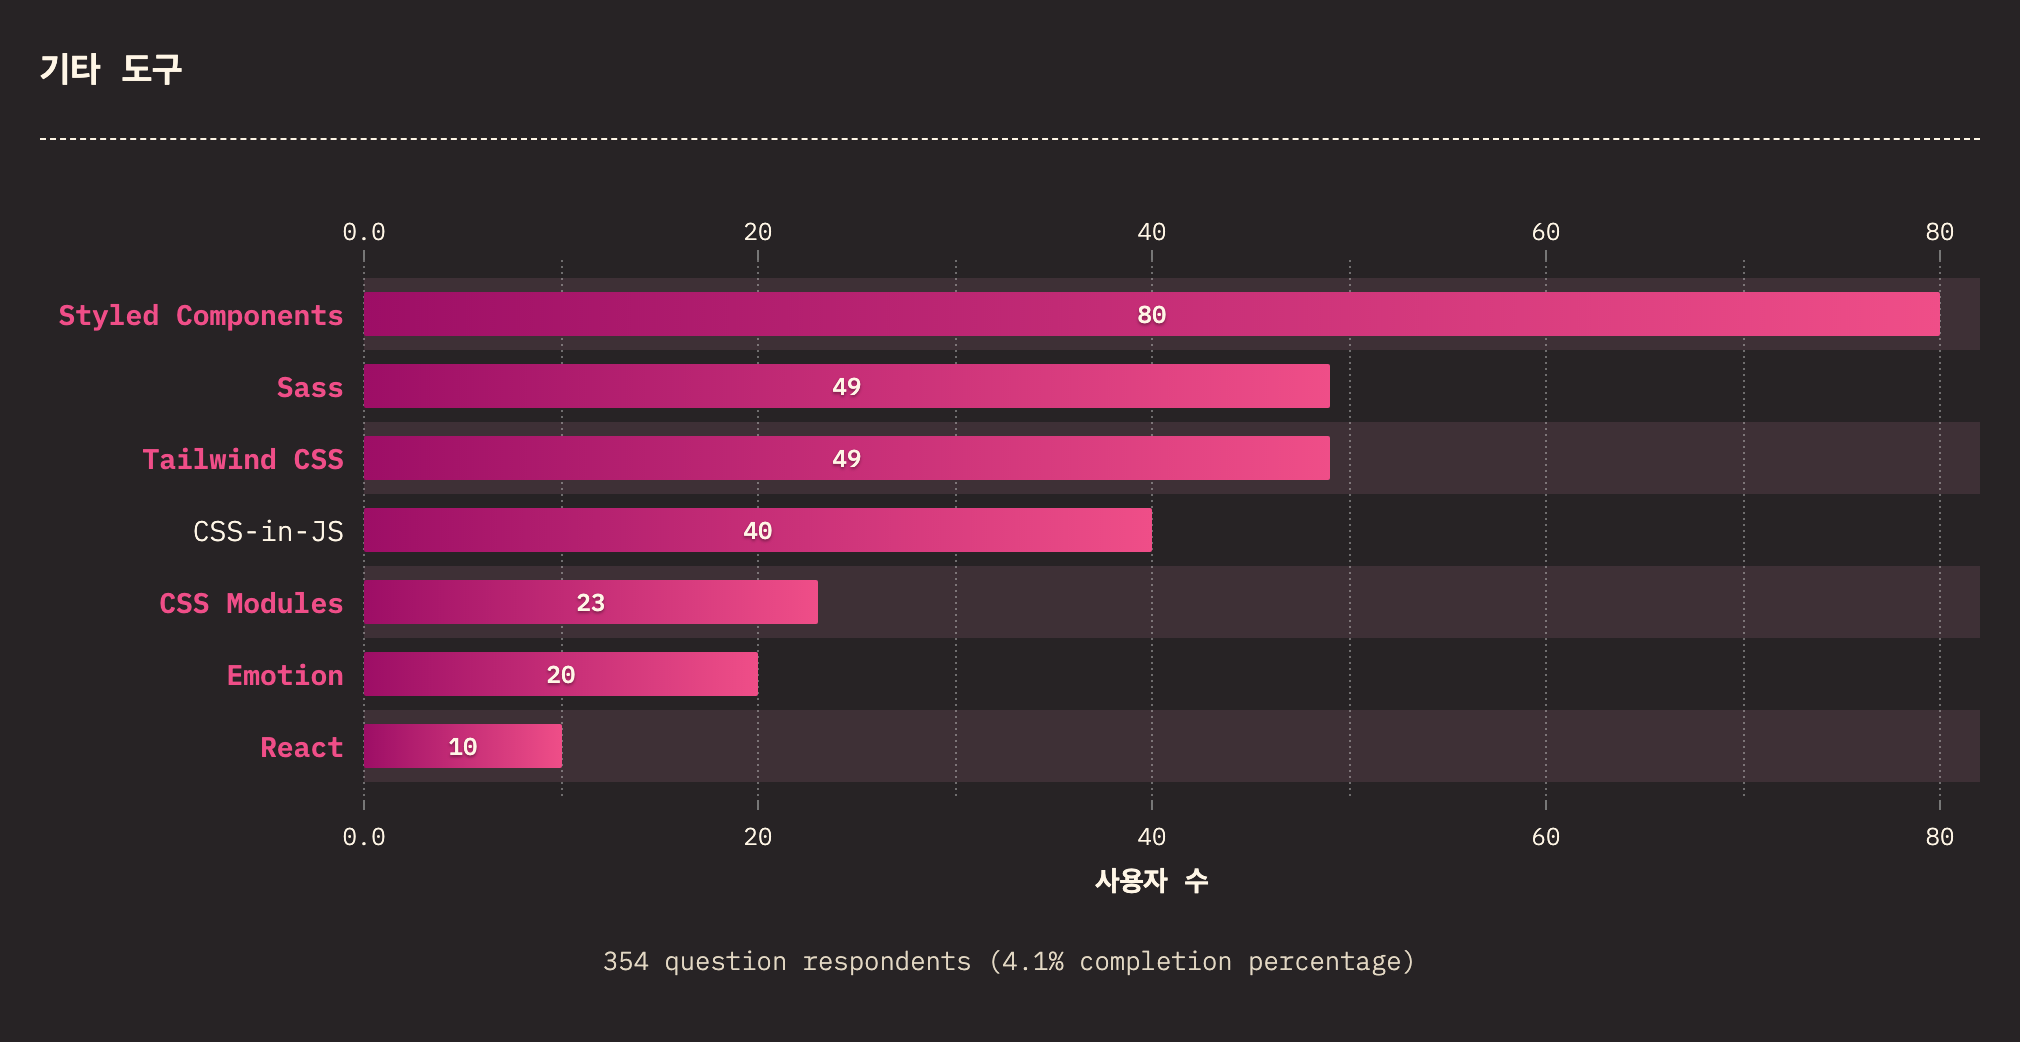 기타 도구
0.0 20 40 60 80
Styled Components 80
Sass 49
Tailwind CSS 49
CSS-in-JS 40
CSS Modules 23
Emotion 20
React 10
0.0 20 40 60 80
사용자 수
354 question respondents (4.1% completion percentage)